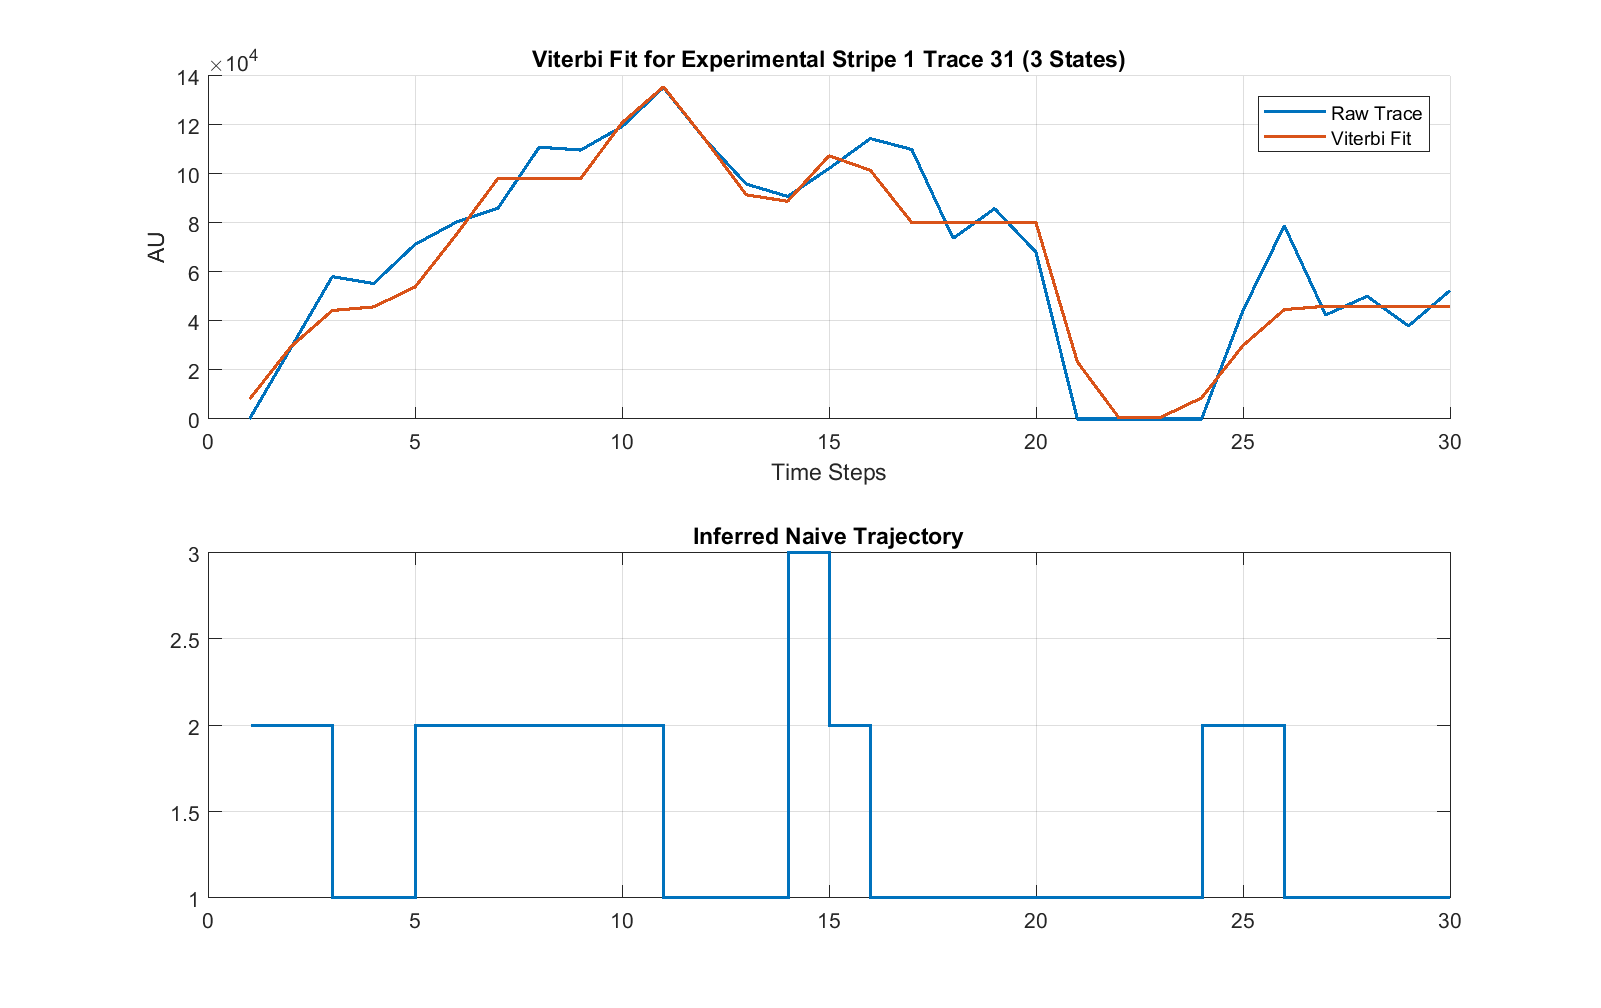 Viterbi Fit for Experimental Stripe 1 Trace 31 (3 States)
×10⁴
14
12
10
8
6
4
2
0
AU
Raw Trace
Viterbi Fit
0 5 10 15 20 25 30
Time Steps
Inferred Naive Trajectory
3
2.5
2
1.5
1
0 5 10 15 20 25 30